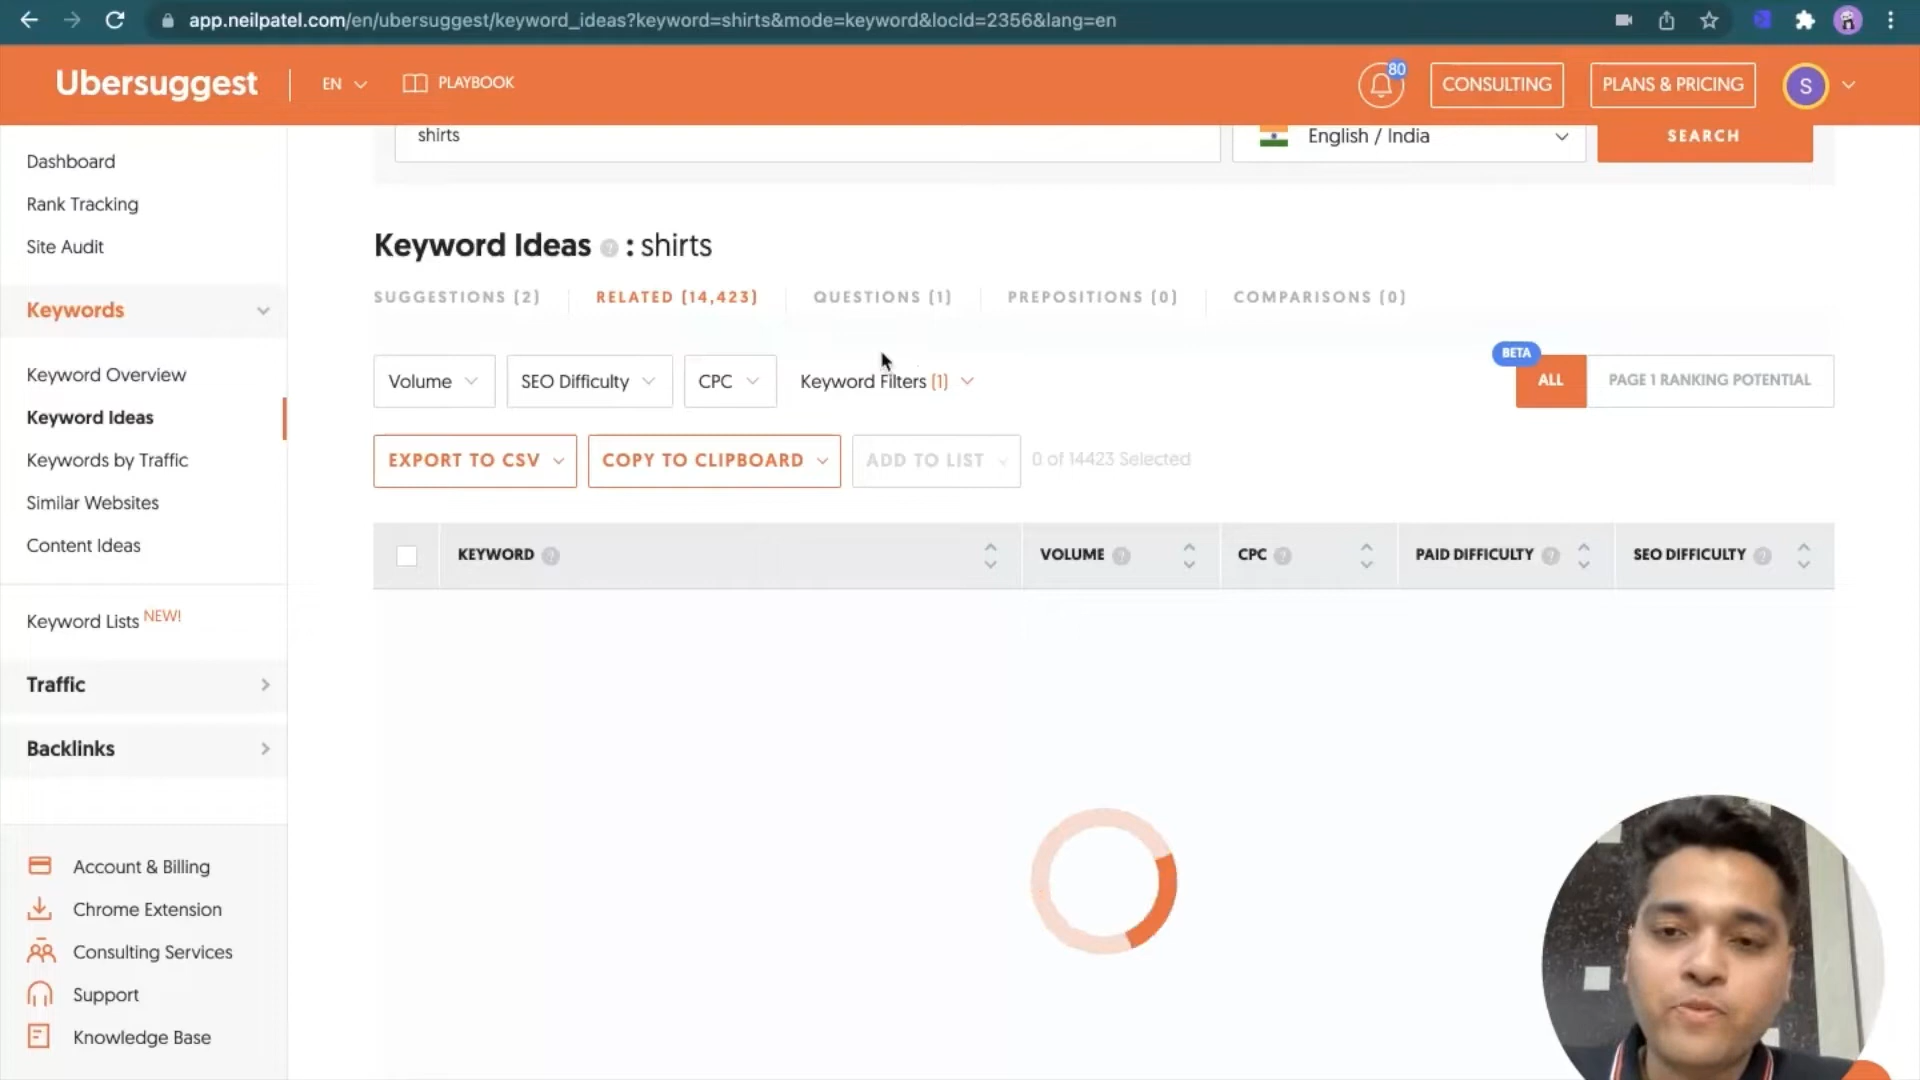 app.neilpatel.com/en/ubersuggest/keyword_ideas?keyword=shirts&mode=keyword&locId=2356&lang=en
Ubersuggest
EN
PLAYBOOK
80
CONSULTING
PLANS & PRICING
S
shirts
English / India
SEARCH
Dashboard
Rank Tracking
Site Audit
Keywords
Keyword Overview
Keyword Ideas
Keywords by Traffic
Similar Websites
Content Ideas
Keyword Lists NEW!
Traffic
Backlinks
Account & Billing
Chrome Extension
Consulting Services
Support
Knowledge Base
Keyword Ideas ? : shirts
SUGGESTIONS (2)
RELATED (14,423)
QUESTIONS (1)
PREPOSITIONS (0)
COMPARISONS (0)
Volume
SEO Difficulty
CPC
Keyword Filters (1)
BETA
ALL
PAGE 1 RANKING POTENTIAL
EXPORT TO CSV
COPY TO CLIPBOARD
ADD TO LIST
0 of 14423 Selected
KEYWORD ?
VOLUME ?
CPC ?
PAID DIFFICULTY ?
SEO DIFFICULTY ?